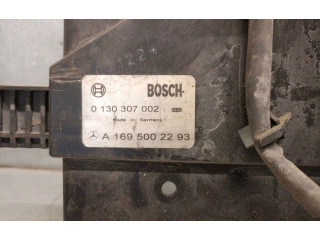 BOSCH
0 130 307 002
Made in Germany
A 169 500 22 93